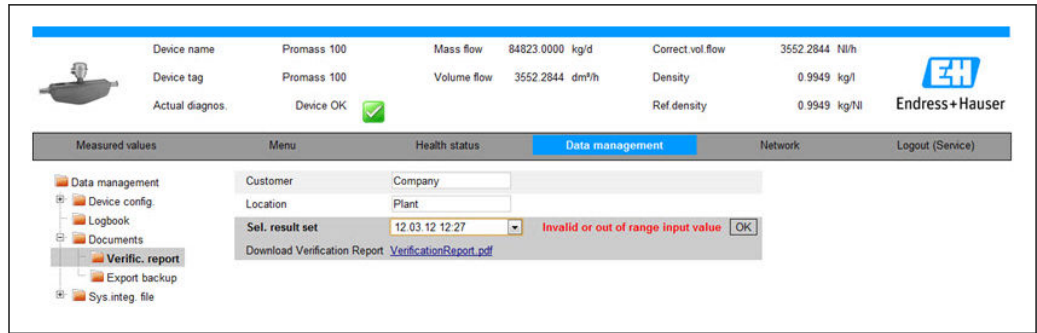 Device name Promass 100 Mass flow 84823.0000 kg/d Correct.vol.flow 3552.2844 Nl/h
Device tag Promass 100 Volume flow 3552.2844 dm³/h Density 0.9949 kg/l
Actual diagnos. Device OK Ref.density 0.9949 kg/Nl
EH
Endress+Hauser
Measured values Menu Health status Data management Network Logout (Service)
Data management Customer Company
Device config. Location Plant
Logbook Sel. result set 12.03.12 12:27 Invalid or out of range input value OK
Documents Download Verification Report VerificationReport.pdf
Verific. report
Export backup
Sys.integ. file